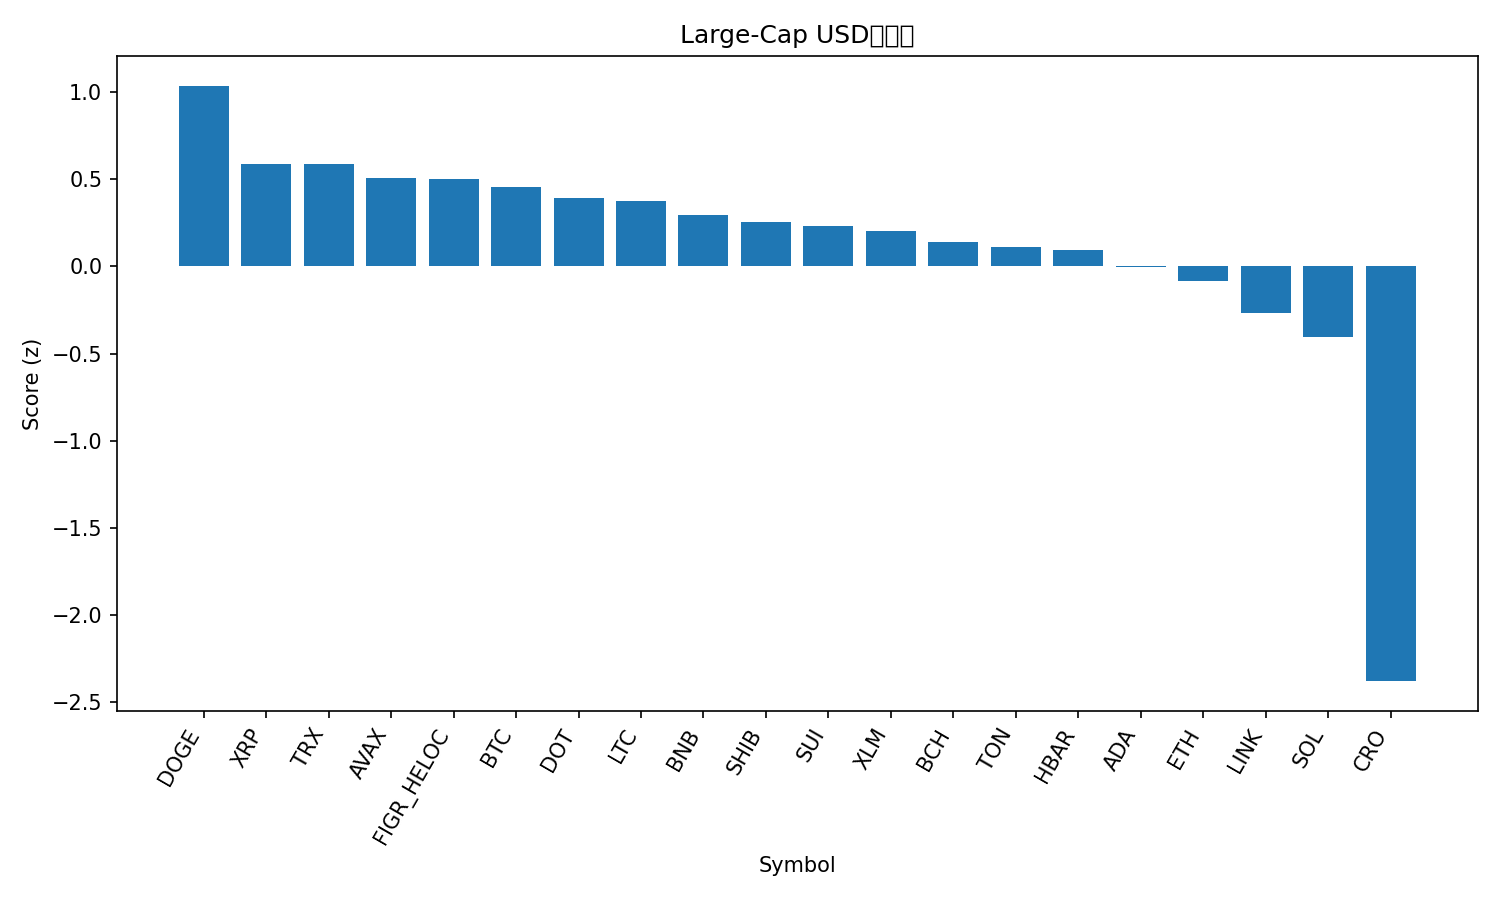 Large-Cap USD
1.0
0.5
0.0
−0.5
−1.0
−1.5
−2.0
−2.5
Score (z)
DOGE
XRP
TRX
AVAX
FIGR_HELOC
BTC
DOT
LTC
BNB
SHIB
SUI
XLM
BCH
TON
HBAR
ADA
ETH
LINK
SOL
CRO
Symbol